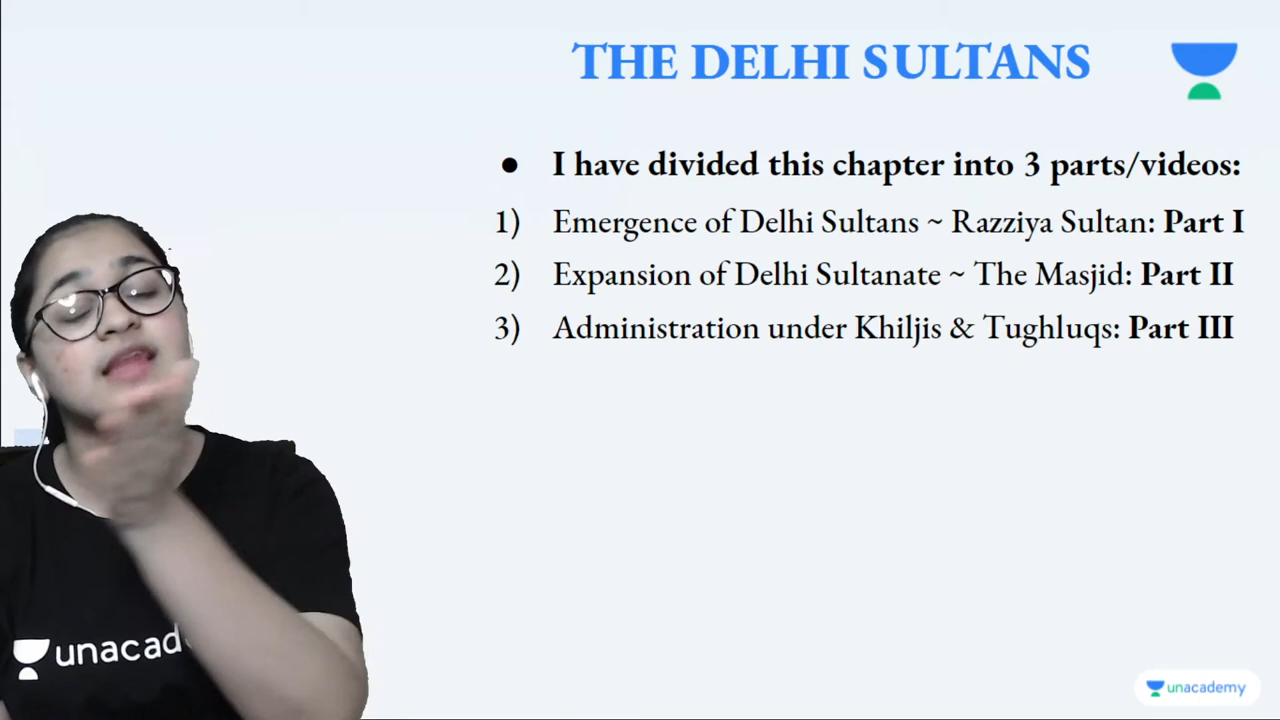 THE DELHI SULTANS
● I have divided this chapter into 3 parts/videos:
1) Emergence of Delhi Sultans ~ Razziya Sultan: Part I
2) Expansion of Delhi Sultanate ~ The Masjid: Part II
3) Administration under Khiljis & Tughluqs: Part III
unacad
unacademy